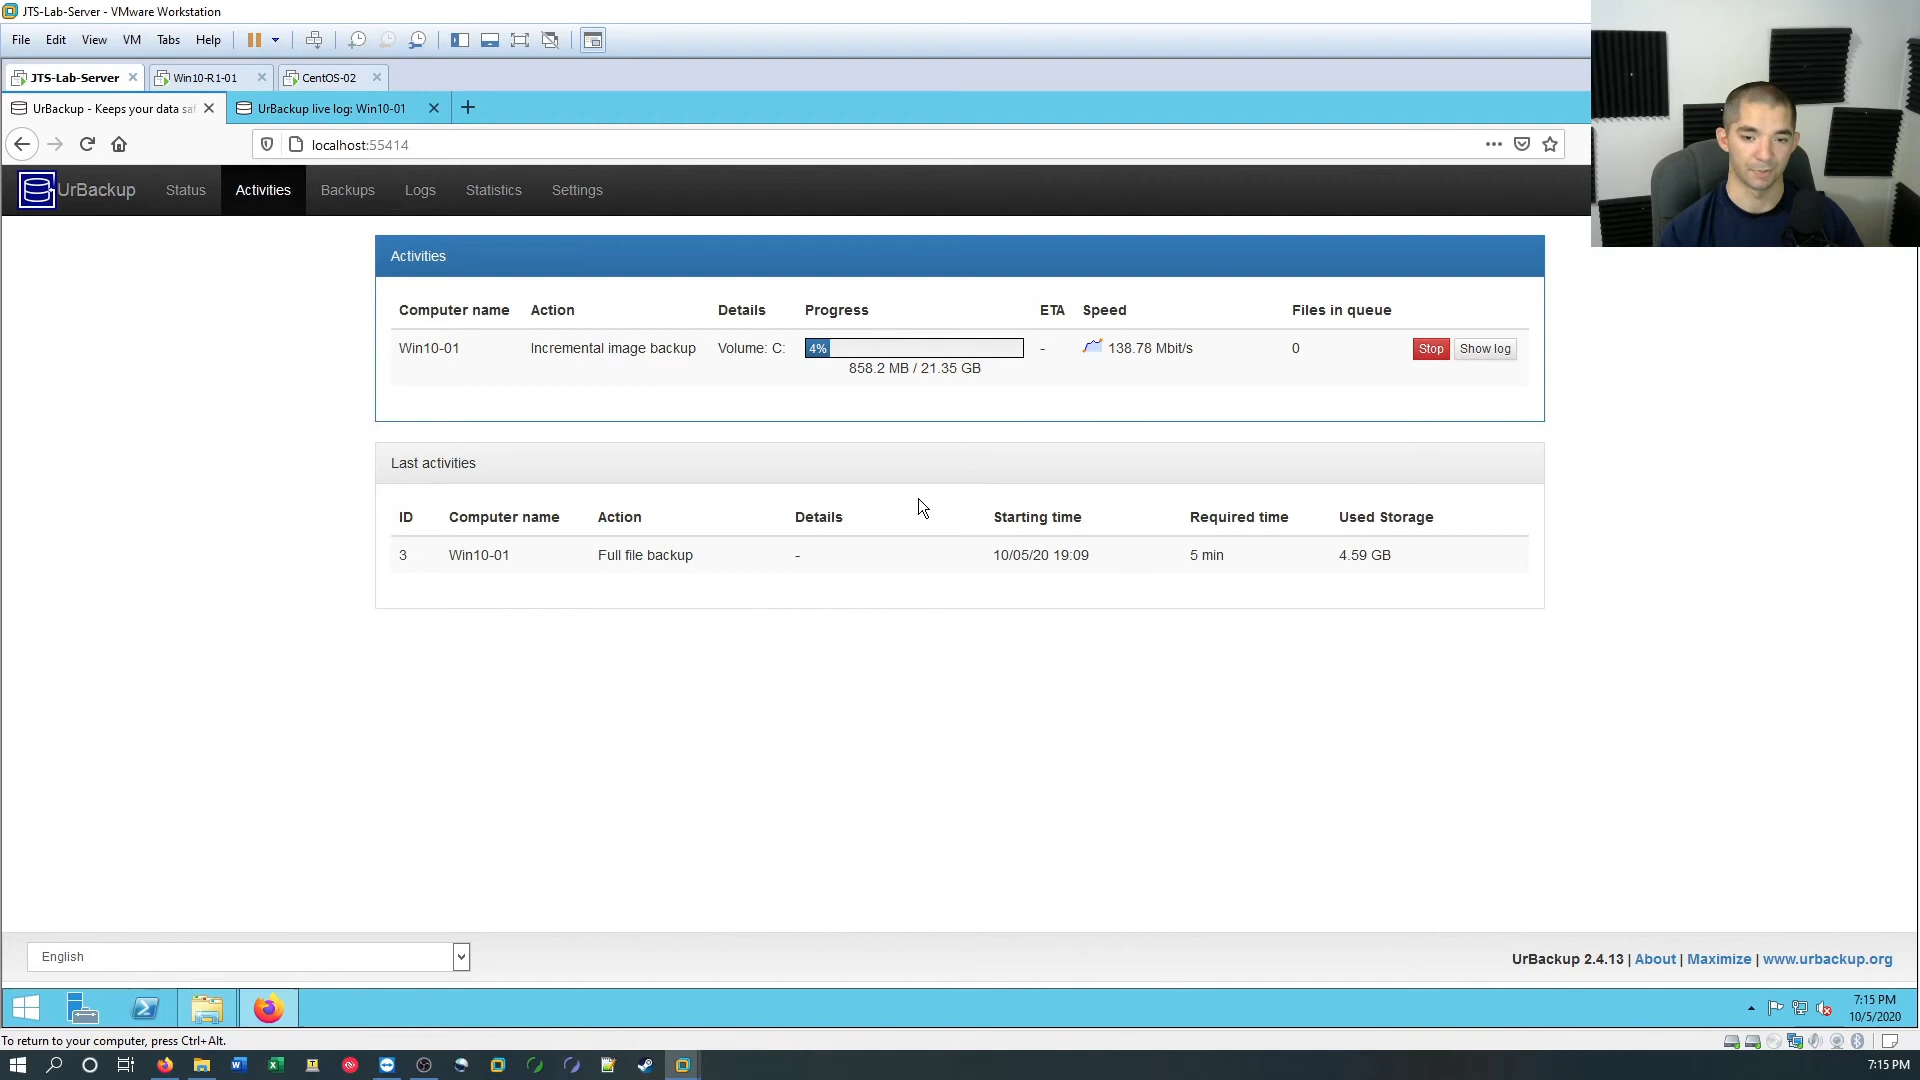 JTS-Lab-Server - VMware Workstation
File Edit View VM Tabs Help
JTS-Lab-Server Win10-R1-01 CentOS-02
UrBackup - Keeps your data saf UrBackup live log: Win10-01
localhost:55414
UrBackup Status Activities Backups Logs Statistics Settings
Activities
Computer name Action Details Progress ETA Speed Files in queue
Win10-01 Incremental image backup Volume: C: 4% - 138.78 Mbit/s 0 Stop Show log
858.2 MB / 21.35 GB
Last activities
ID Computer name Action Details Starting time Required time Used Storage
3 Win10-01 Full file backup - 10/05/20 19:09 5 min 4.59 GB
English
UrBackup 2.4.13 | About | Maximize | www.urbackup.org
7:15 PM
10/5/2020
To return to your computer, press Ctrl+Alt.
7:15 PM